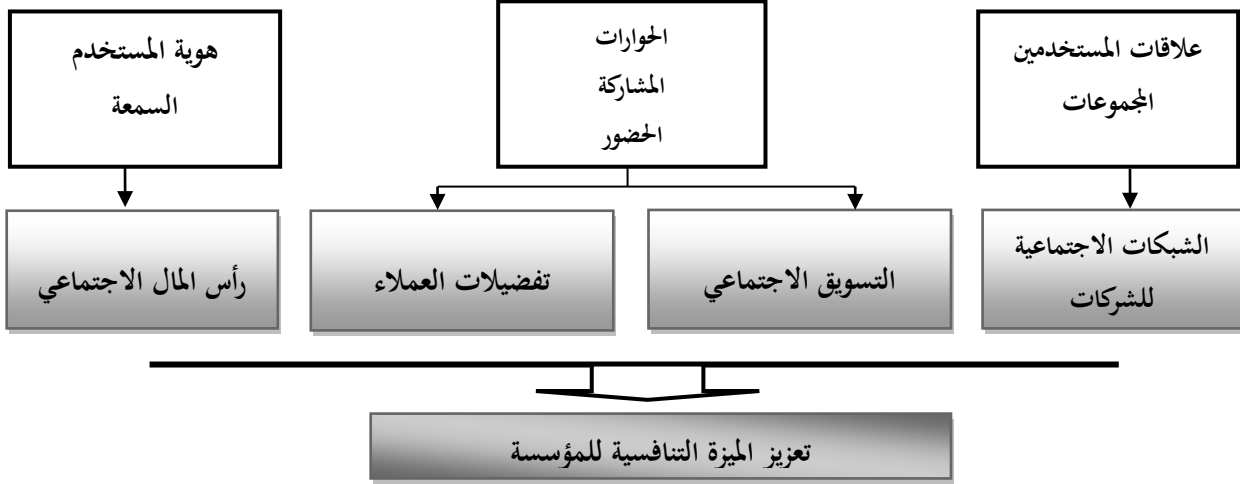 علاقات المستخدمين
المجموعات
الحوارات
المشاركة
الحضور
هوية المستخدم
السمعة
الشبكات الاجتماعية
للشركات
التسويق الاجتماعي
تفضيلات العملاء
رأس المال الاجتماعي
تعزيز الميزة التنافسية للمؤسسة